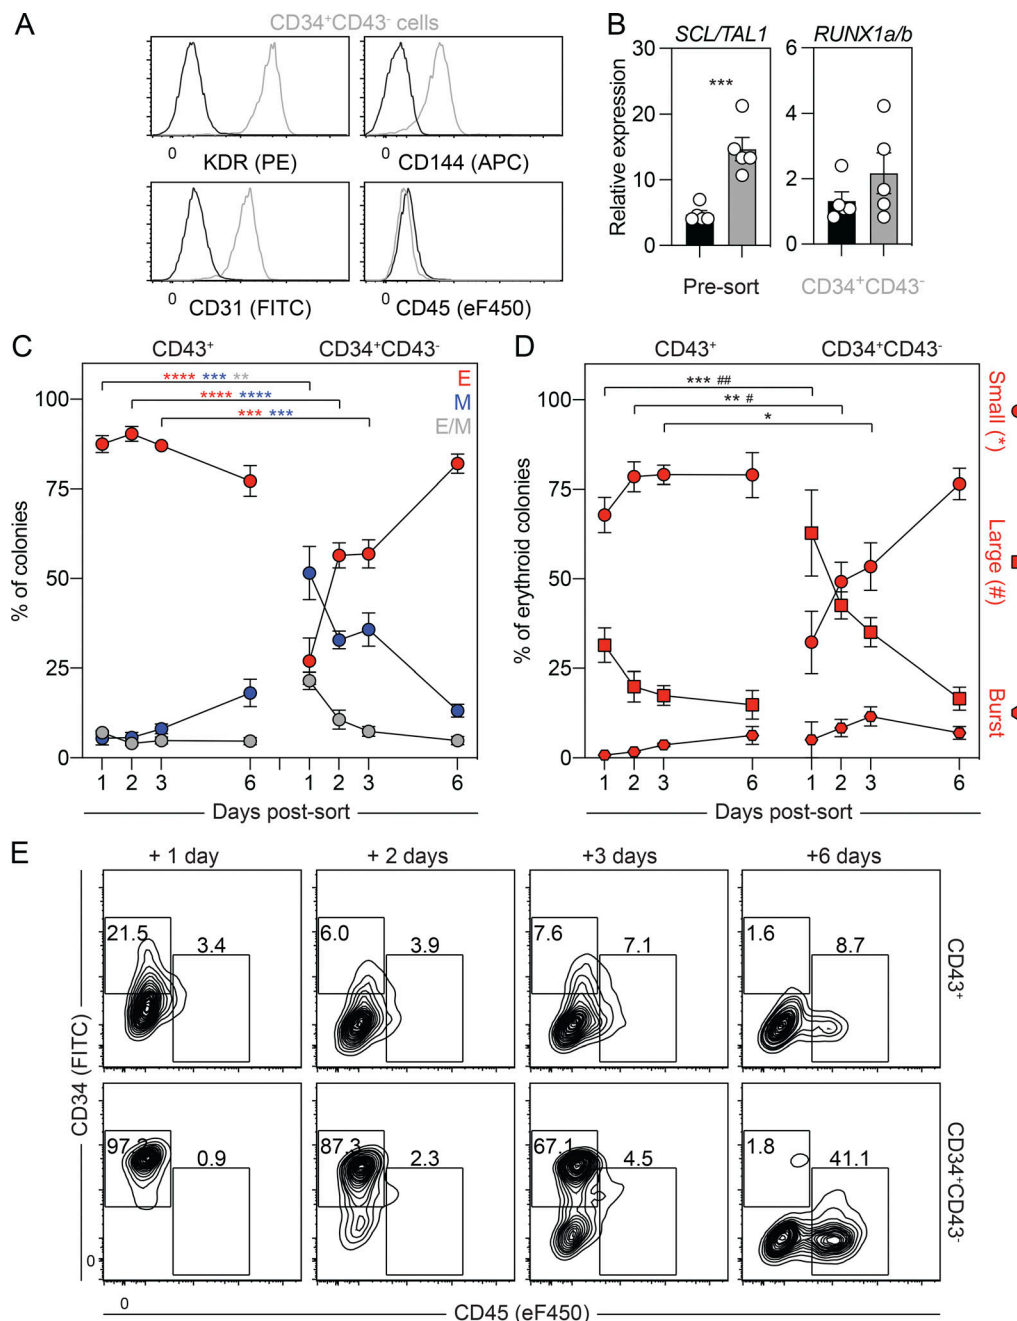 A
CD34⁺CD43⁻ cells
0
KDR (PE)
0
CD144 (APC)
0
CD31 (FITC)
0
CD45 (eF450)
B
SCL/TAL1
RUNX1a/b
Relative expression
30
20
10
0
***
6
4
2
0
Pre-sort
CD34⁺CD43⁻
C
CD43⁺
CD34⁺CD43⁻
**** *** **
**** ****
*** ***
E
M
E/M
% of colonies
100
75
50
25
0
1 2 3 6 1 2 3 6
Days post-sort
D
CD43⁺
CD34⁺CD43⁻
*** ##
** #
*
% of erythroid colonies
100
75
50
25
0
1 2 3 6 1 2 3 6
Days post-sort
Small (*)
Large (#)
Burst
E
+ 1 day
+ 2 days
+3 days
+6 days
21.5
3.4
6.0
3.9
7.6
7.1
1.6
8.7
CD43⁺
0.9
87.3
2.3
67.1
4.5
1.8
41.1
CD34⁺CD43⁻
CD34 (FITC)
0
0
CD45 (eF450)